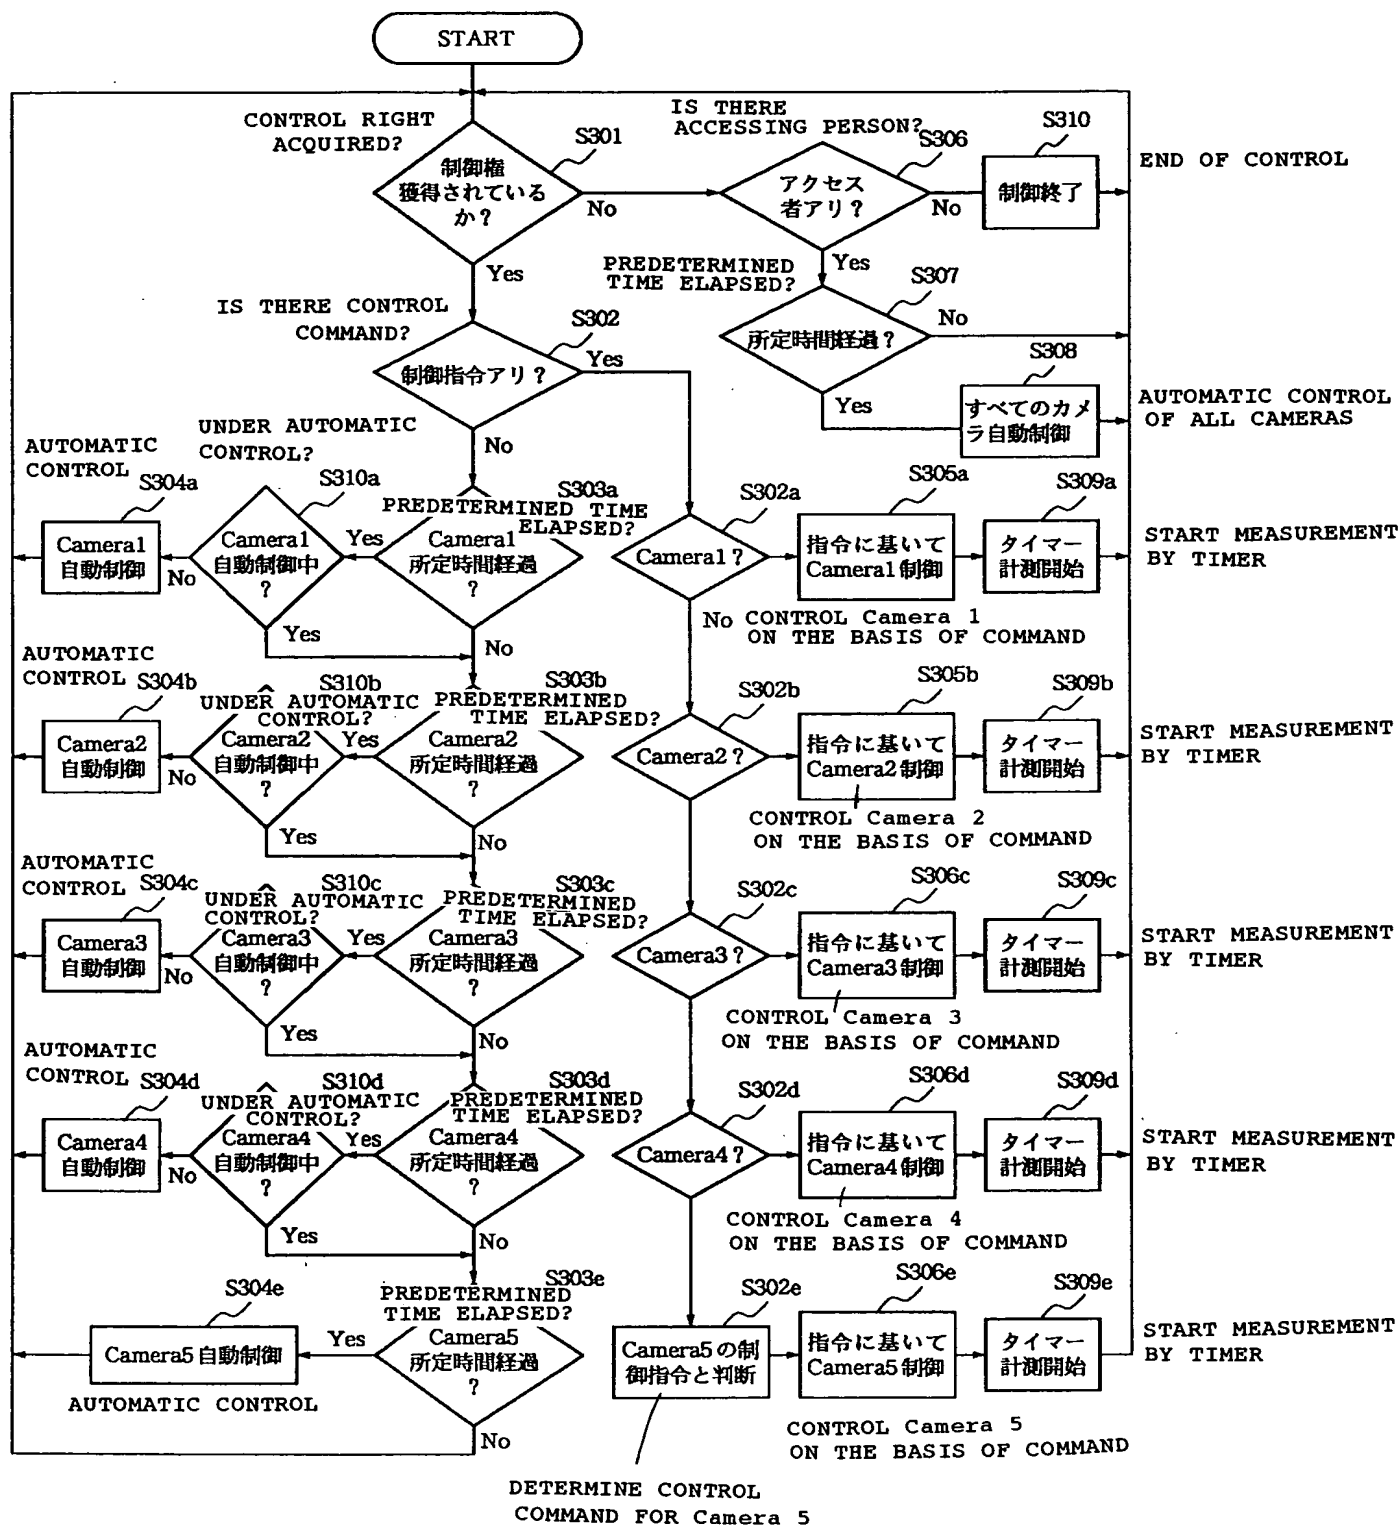 START
CONTROL RIGHT
ACQUIRED?
S301
制御権
獲得されている
か?
No
Yes
IS THERE
ACCESSING PERSON?
S306
アクセス
者アリ?
No
Yes
S310
制御終了
END OF CONTROL
PREDETERMINED
TIME ELAPSED?
S307
所定時間経過?
No
Yes
S308
すべてのカメ
ラ自動制御
AUTOMATIC CONTROL
OF ALL CAMERAS
IS THERE CONTROL
COMMAND?
S302
制御指令アリ?
Yes
No
AUTOMATIC
CONTROL
S304a
Camera1
自動制御
UNDER AUTOMATIC
CONTROL?
S310a
Camera1
自動制御中
?
No
Yes
PREDETERMINED TIME
ELAPSED?
S303a
Camera1
所定時間経過
?
Yes
No
S302a
Camera1?
No
S305a
指令に基いて
Camera1制御
CONTROL Camera 1
ON THE BASIS OF COMMAND
S309a
タイマー
計測開始
START MEASUREMENT
BY TIMER
AUTOMATIC
CONTROL
S304b
Camera2
自動制御
UNDER AUTOMATIC
CONTROL?
S310b
Camera2
自動制御中
?
No
Yes
PREDETERMINED
TIME ELAPSED?
S303b
Camera2
所定時間経過
?
Yes
No
S302b
Camera2?
S305b
指令に基いて
Camera2制御
CONTROL Camera 2
ON THE BASIS OF COMMAND
S309b
タイマー
計測開始
START MEASUREMENT
BY TIMER
AUTOMATIC
CONTROL
S304c
Camera3
自動制御
UNDER AUTOMATIC
CONTROL?
S310c
Camera3
自動制御中
?
No
Yes
PREDETERMINED
TIME ELAPSED?
S303c
Camera3
所定時間経過
?
Yes
No
S302c
Camera3?
S306c
指令に基いて
Camera3制御
CONTROL Camera 3
ON THE BASIS OF COMMAND
S309c
タイマー
計測開始
START MEASUREMENT
BY TIMER
AUTOMATIC
CONTROL
S304d
Camera4
自動制御
UNDER AUTOMATIC
CONTROL?
S310d
Camera4
自動制御中
?
No
Yes
PREDETERMINED
TIME ELAPSED?
S303d
Camera4
所定時間経過
?
Yes
No
S302d
Camera4?
S306d
指令に基いて
Camera4制御
CONTROL Camera 4
ON THE BASIS OF COMMAND
S309d
タイマー
計測開始
START MEASUREMENT
BY TIMER
S304e
Camera5自動制御
AUTOMATIC CONTROL
PREDETERMINED
TIME ELAPSED?
S303e
Camera5
所定時間経過
?
Yes
No
S302e
Camera5の制
御指令と判断
DETERMINE CONTROL
COMMAND FOR Camera 5
S306e
指令に基いて
Camera5制御
CONTROL Camera 5
ON THE BASIS OF COMMAND
S309e
タイマー
計測開始
START MEASUREMENT
BY TIMER